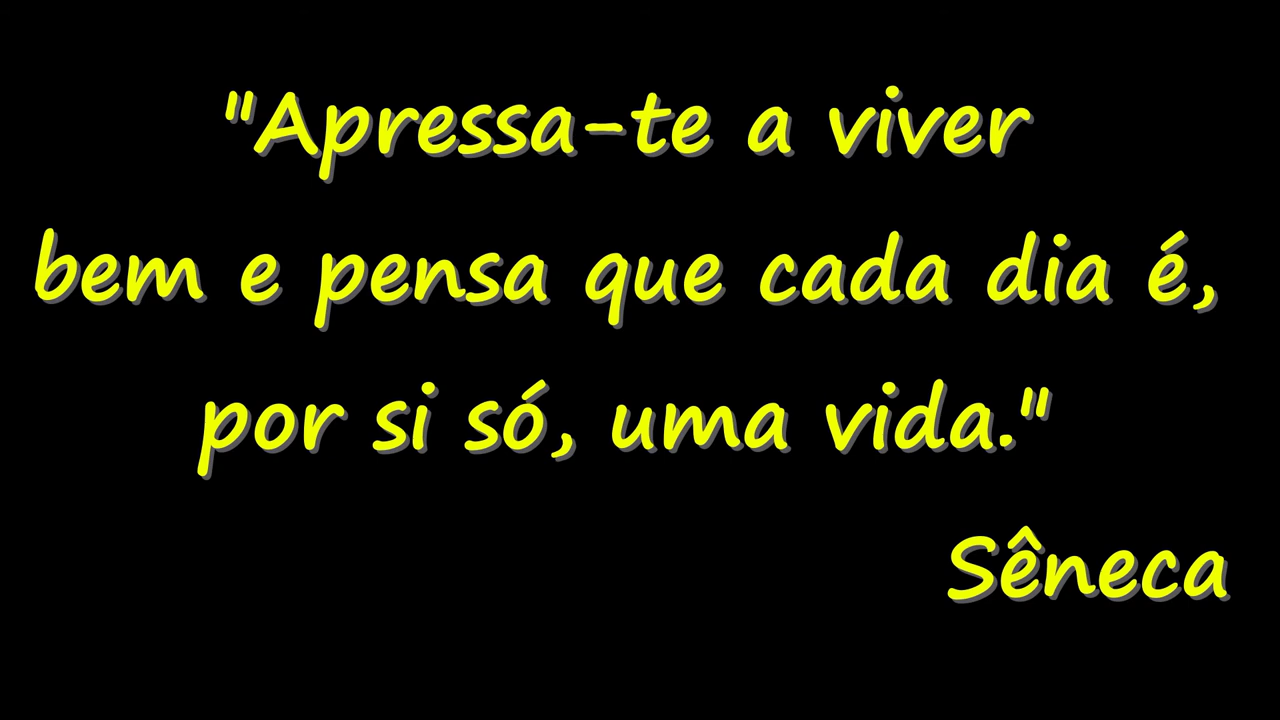 "Apressa-te a viver
bem e pensa que cada dia é,
por si só, uma vida."
Sêneca